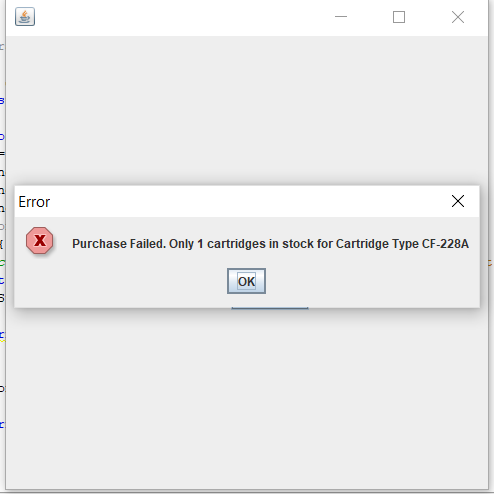 Error
Purchase Failed. Only 1 cartridges in stock for Cartridge Type CF-228A
OK